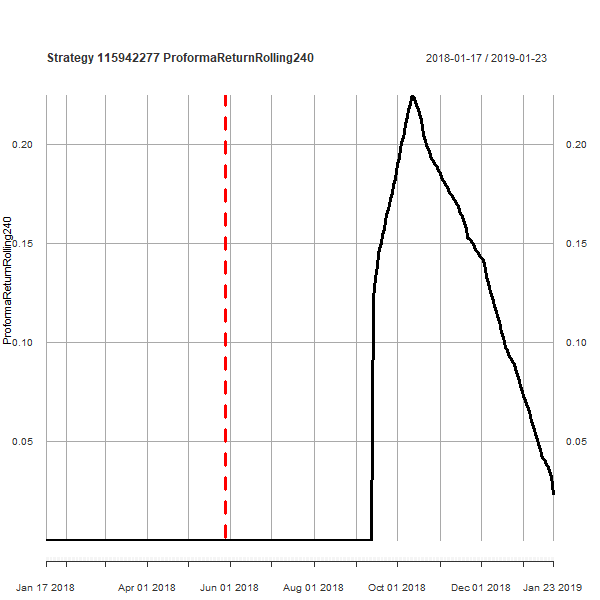 Strategy 115942277 ProformaReturnRolling240
2018-01-17 / 2019-01-23
ProformaReturnRolling240
0.20
0.20
0.15
0.15
0.10
0.10
0.05
0.05
Jan 17 2018
Apr 01 2018
Jun 01 2018
Aug 01 2018
Oct 01 2018
Dec 01 2018
Jan 23 2019